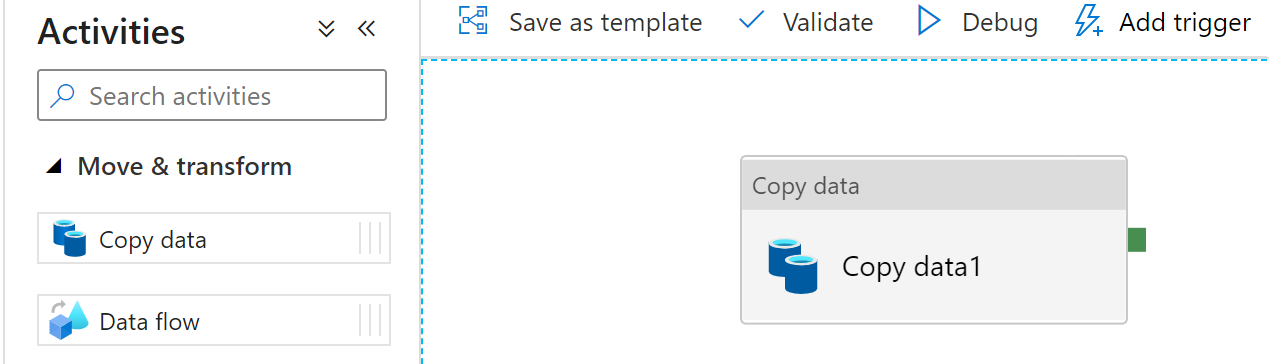 Activities
Search activities
Move & transform
Copy data
Data flow
Save as template
Validate
Debug
Add trigger
Copy data
Copy data1